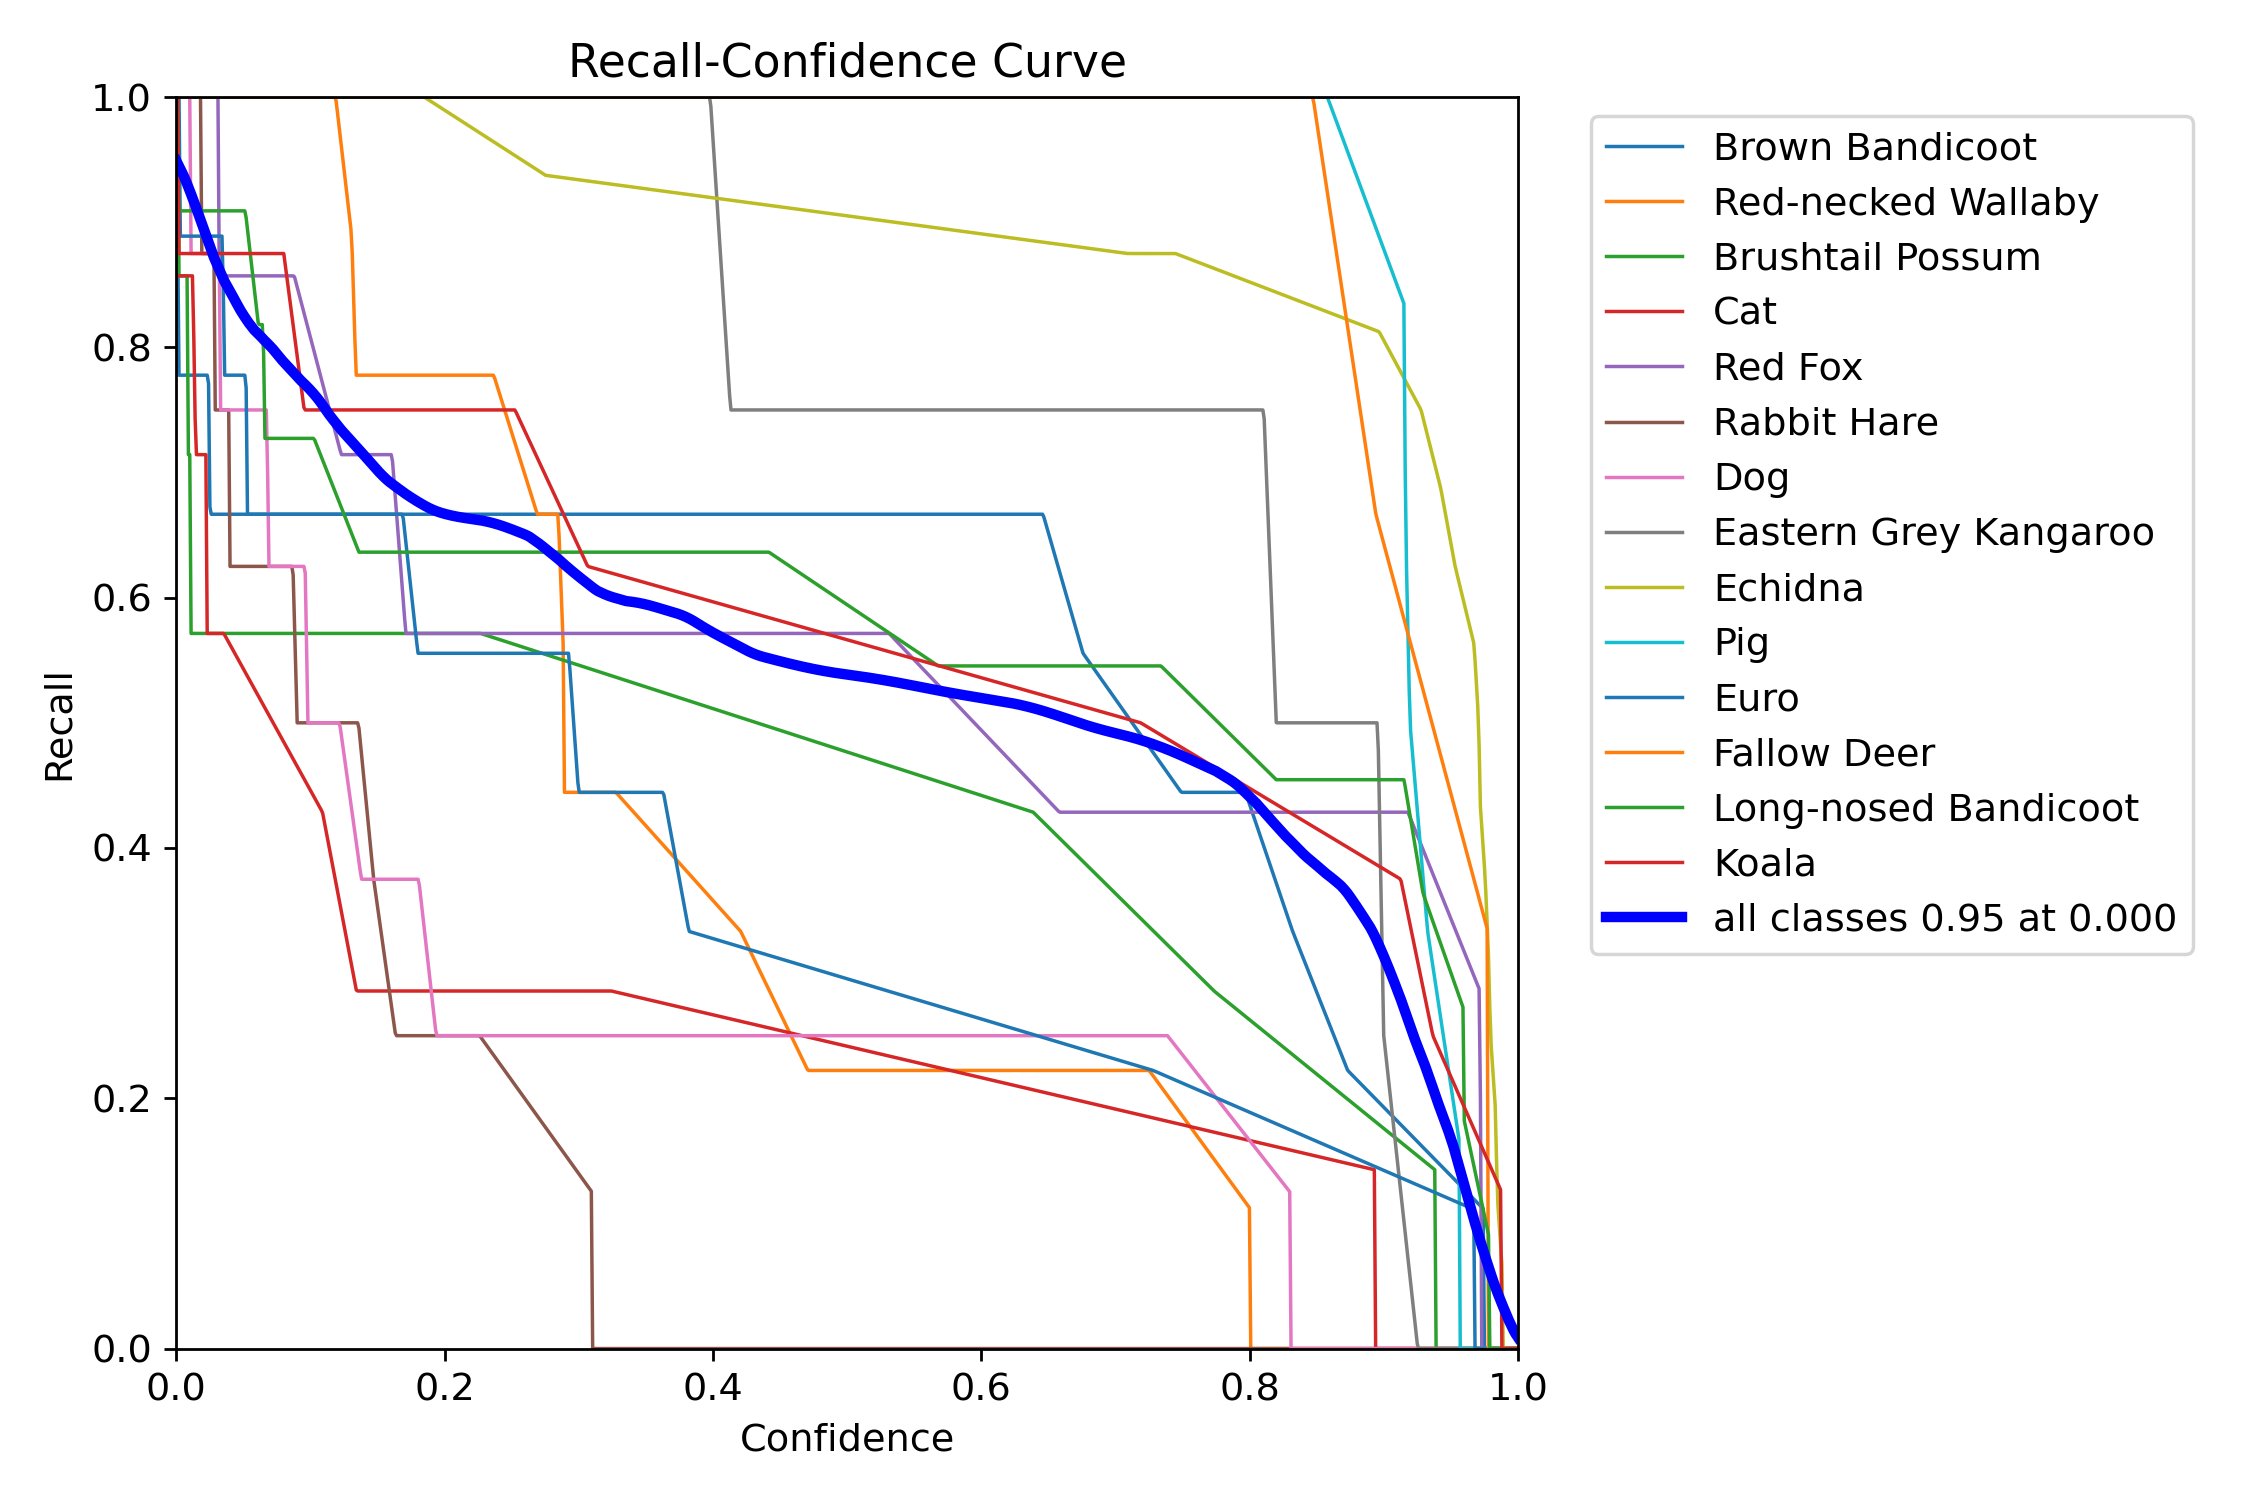 Recall-Confidence Curve
1.0
0.8
0.6
0.4
0.2
0.0
Recall
0.0 0.2 0.4 0.6 0.8 1.0
Confidence
Brown Bandicoot
Red-necked Wallaby
Brushtail Possum
Cat
Red Fox
Rabbit Hare
Dog
Eastern Grey Kangaroo
Echidna
Pig
Euro
Fallow Deer
Long-nosed Bandicoot
Koala
all classes 0.95 at 0.000